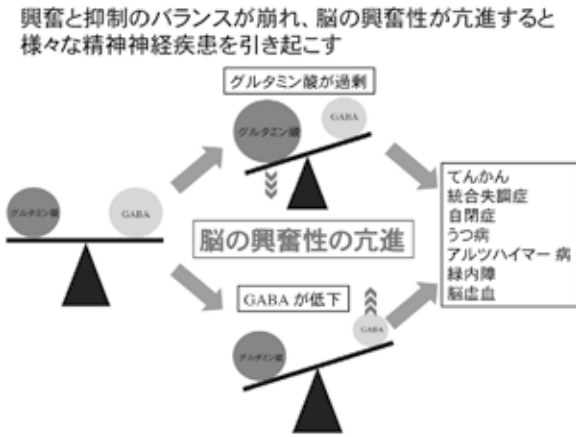 興奮と抑制のバランスが崩れ、脳の興奮性が亢進すると
様々な精神神経疾患を引き起こす
グルタミン酸が過剰
グルタミン酸
GABA
グルタミン酸
GABA
脳の興奮性の亢進
GABA が低下
グルタミン酸
GABA
てんかん
統合失調症
自閉症
うつ病
アルツハイマー 病
緑内障
脳虚血